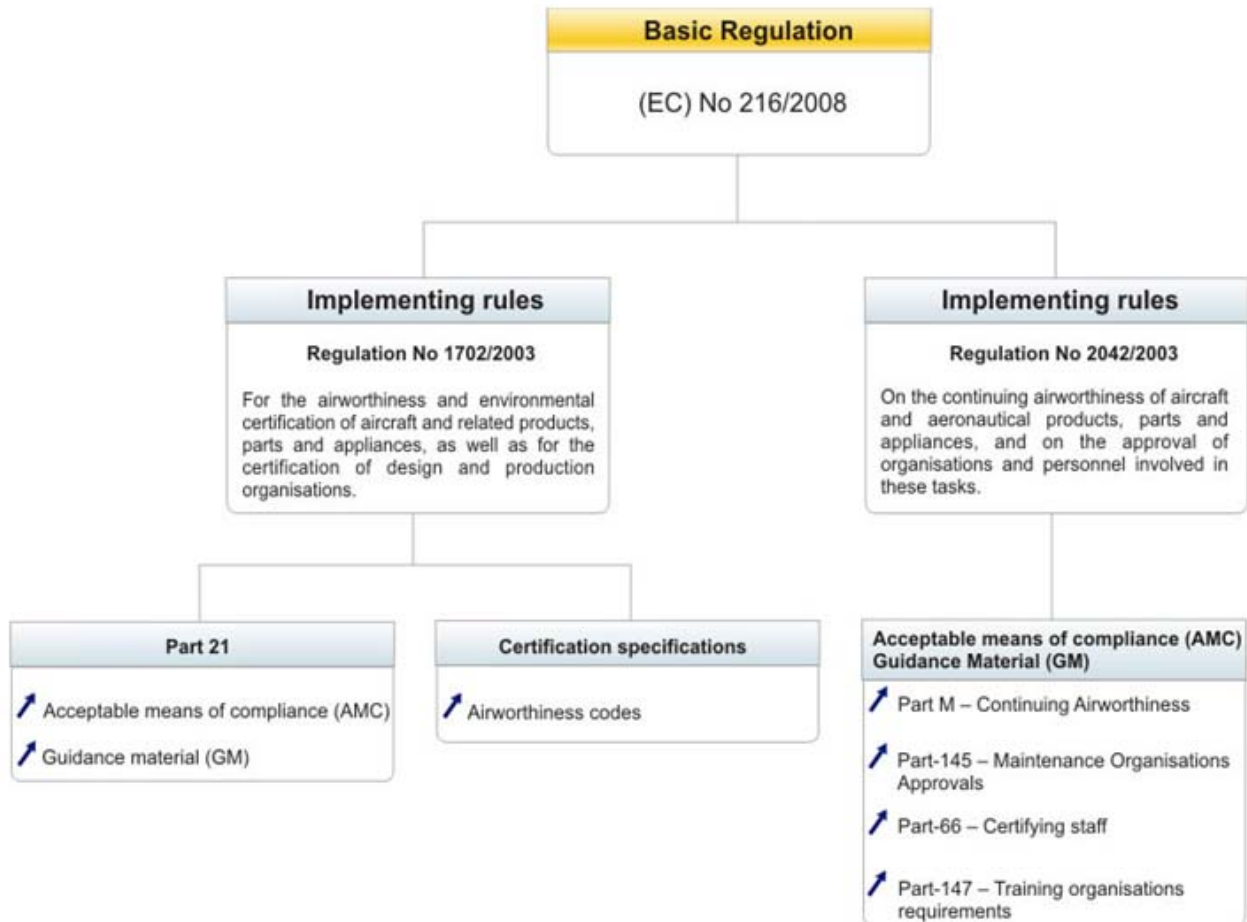 Basic Regulation
(EC) No 216/2008
Implementing rules
Regulation No 1702/2003
For the airworthiness and environmental
certification of aircraft and related products,
parts and appliances, as well as for the
certification of design and production
organisations.
Implementing rules
Regulation No 2042/2003
On the continuing airworthiness of aircraft
and aeronautical products, parts and
appliances, and on the approval of
organisations and personnel involved in
these tasks.
Part 21
Acceptable means of compliance (AMC)
Guidance material (GM)
Certification specifications
Airworthiness codes
Acceptable means of compliance (AMC)
Guidance Material (GM)
Part M – Continuing Airworthiness
Part-145 – Maintenance Organisations
Approvals
Part-66 – Certifying staff
Part-147 – Training organisations
requirements